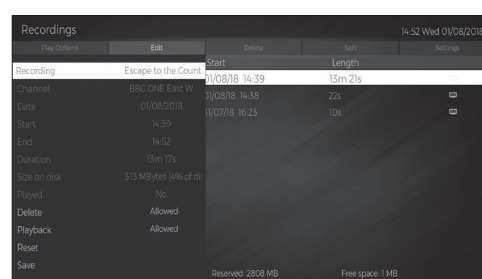 Recordings 14:52 Wed 01/08/2018
Play Options Edit Delete Sort Settings
Start Length
Recording Escape to the Count 01/08/18 14:39 13m 21s
Channel BBC ONE East W 01/08/18 14:38 22s
Date 01/08/2018 31/07/18 16:23 10s
Start 14:39
End 14:52
Duration 13m 17s
Size on disk 313 MBytes (4% of di
Played No
Delete Allowed
Playback Allowed
Reset
Save
Reserved: 2808 MB Free space: 1 MB